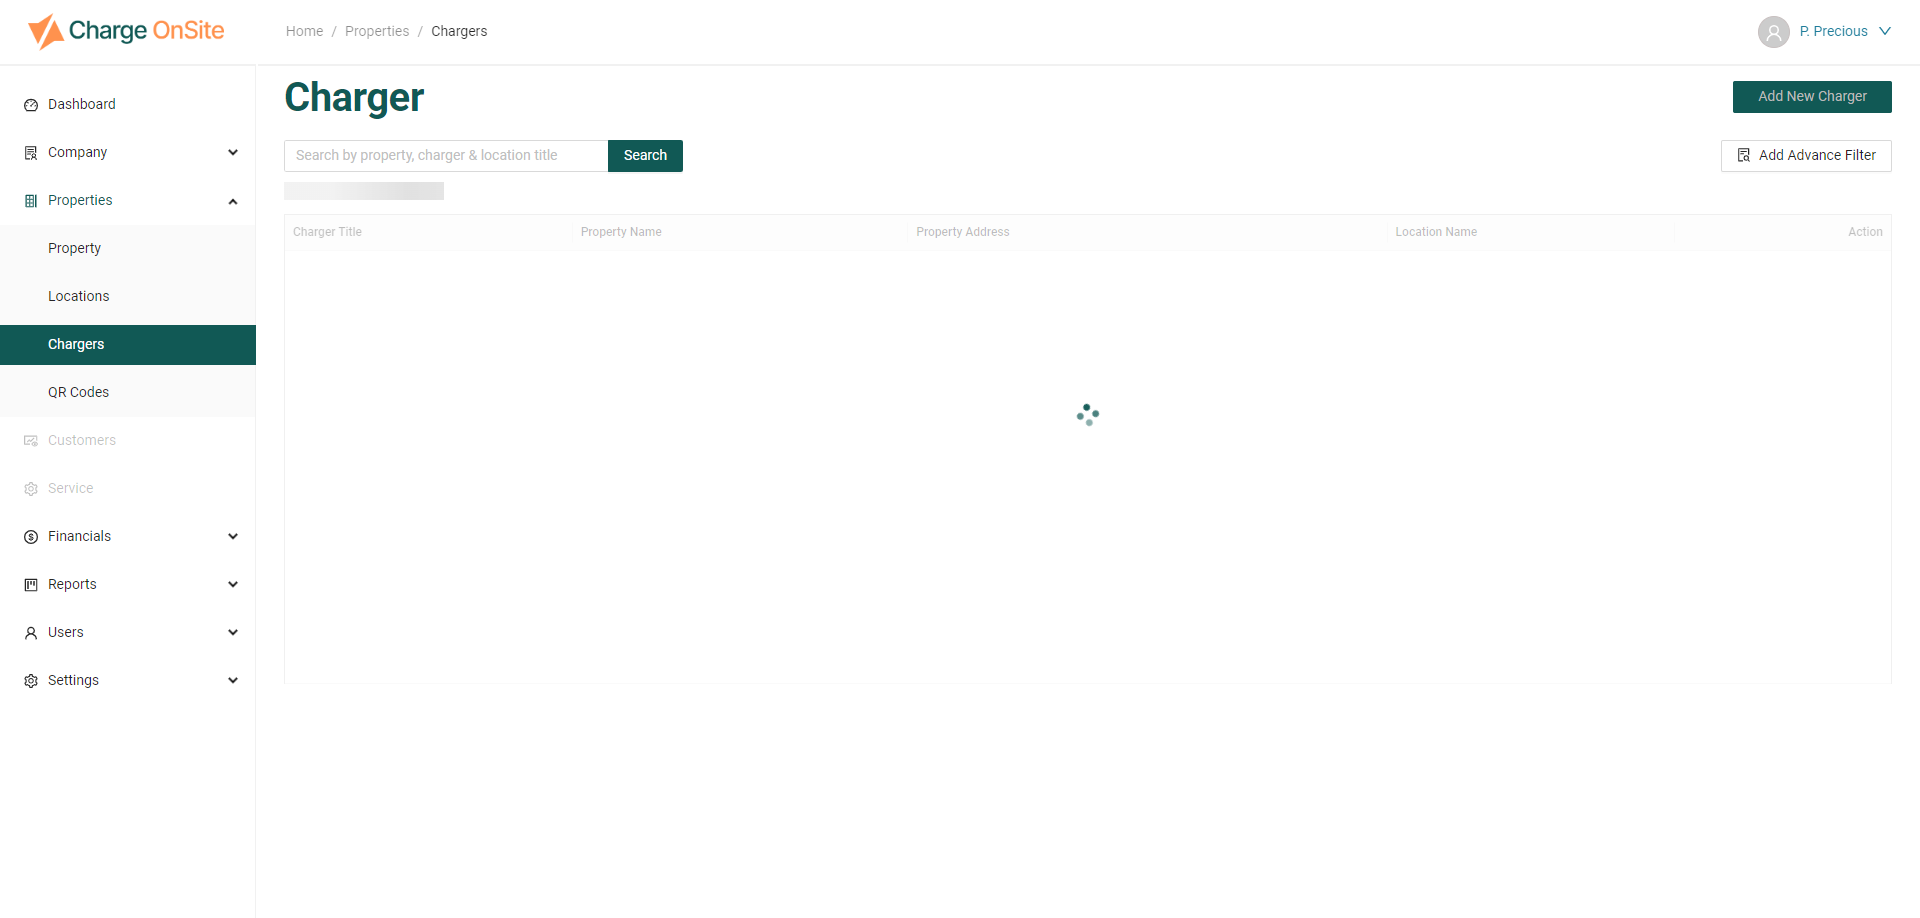 Charge OnSite
Home / Properties / Chargers
P. Precious
Dashboard
Company
Properties
Property
Locations
Chargers
QR Codes
Customers
Service
Financials
Reports
Users
Settings
Charger
Add New Charger
Search by property, charger & location title
Search
Add Advance Filter
Charger Title
Property Name
Property Address
Location Name
Action